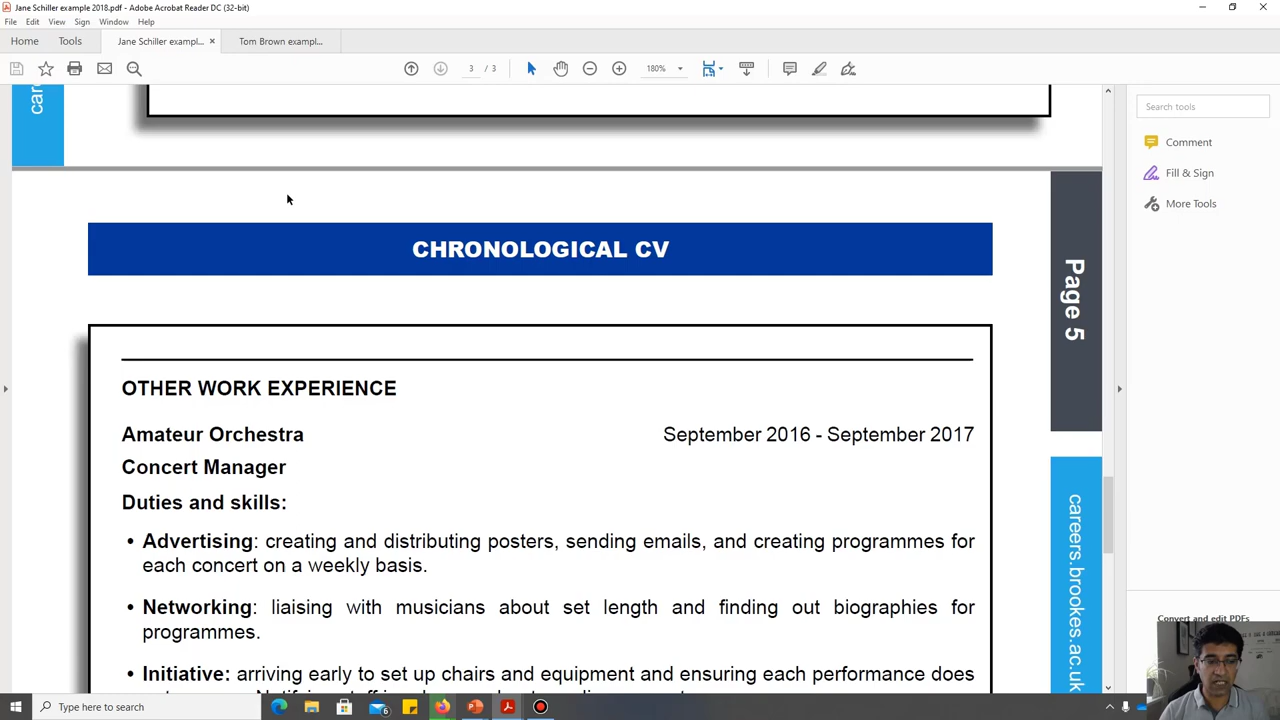 Jane Schiller example 2018.pdf - Adobe Acrobat Reader DC (32-bit)
File Edit View Sign Window Help
Home Tools Jane Schiller exampl... × Tom Brown exampl...
3 / 3 180%
Search tools
Comment
Fill & Sign
More Tools
CHRONOLOGICAL CV
Page 5
OTHER WORK EXPERIENCE
Amateur Orchestra September 2016 - September 2017
Concert Manager
Duties and skills:
• Advertising: creating and distributing posters, sending emails, and creating programmes for
each concert on a weekly basis.
• Networking: liaising with musicians about set length and finding out biographies for
programmes.
• Initiative: arriving early to set up chairs and equipment and ensuring each performance does
careers.brookes.ac.uk
Convert and edit PDFs
Type here to search
6